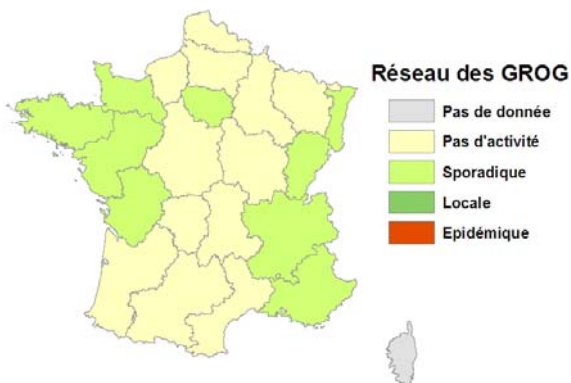 Réseau des GROG
Pas de donnée
Pas d'activité
Sporadique
Locale
Epidémique